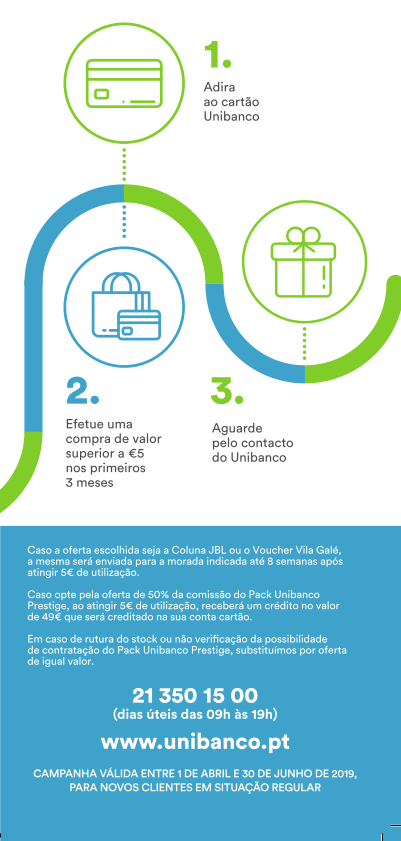 1.
Adira
ao cartão
Unibanco
2.
Efetue uma
compra de valor
superior a €5
nos primeiros
3 meses
3.
Aguarde
pelo contacto
do Unibanco
Caso a oferta escolhida seja a Coluna JBL ou o Voucher Vila Galé,
a mesma será enviada para a morada indicada até 8 semanas após
atingir 5€ de utilização.
Caso opte pela oferta de 50% da comissão do Pack Unibanco
Prestige, ao atingir 5€ de utilização, receberá um crédito no valor
de 49€ que será creditado na sua conta cartão.
Em caso de rutura do stock ou não verificação da possibilidade
de contratação do Pack Unibanco Prestige, substituímos por oferta
de igual valor.
21 350 15 00
(dias úteis das 09h às 19h)
www.unibanco.pt
CAMPANHA VÁLIDA ENTRE 1 DE ABRIL E 30 DE JUNHO DE 2019,
PARA NOVOS CLIENTES EM SITUAÇÃO REGULAR